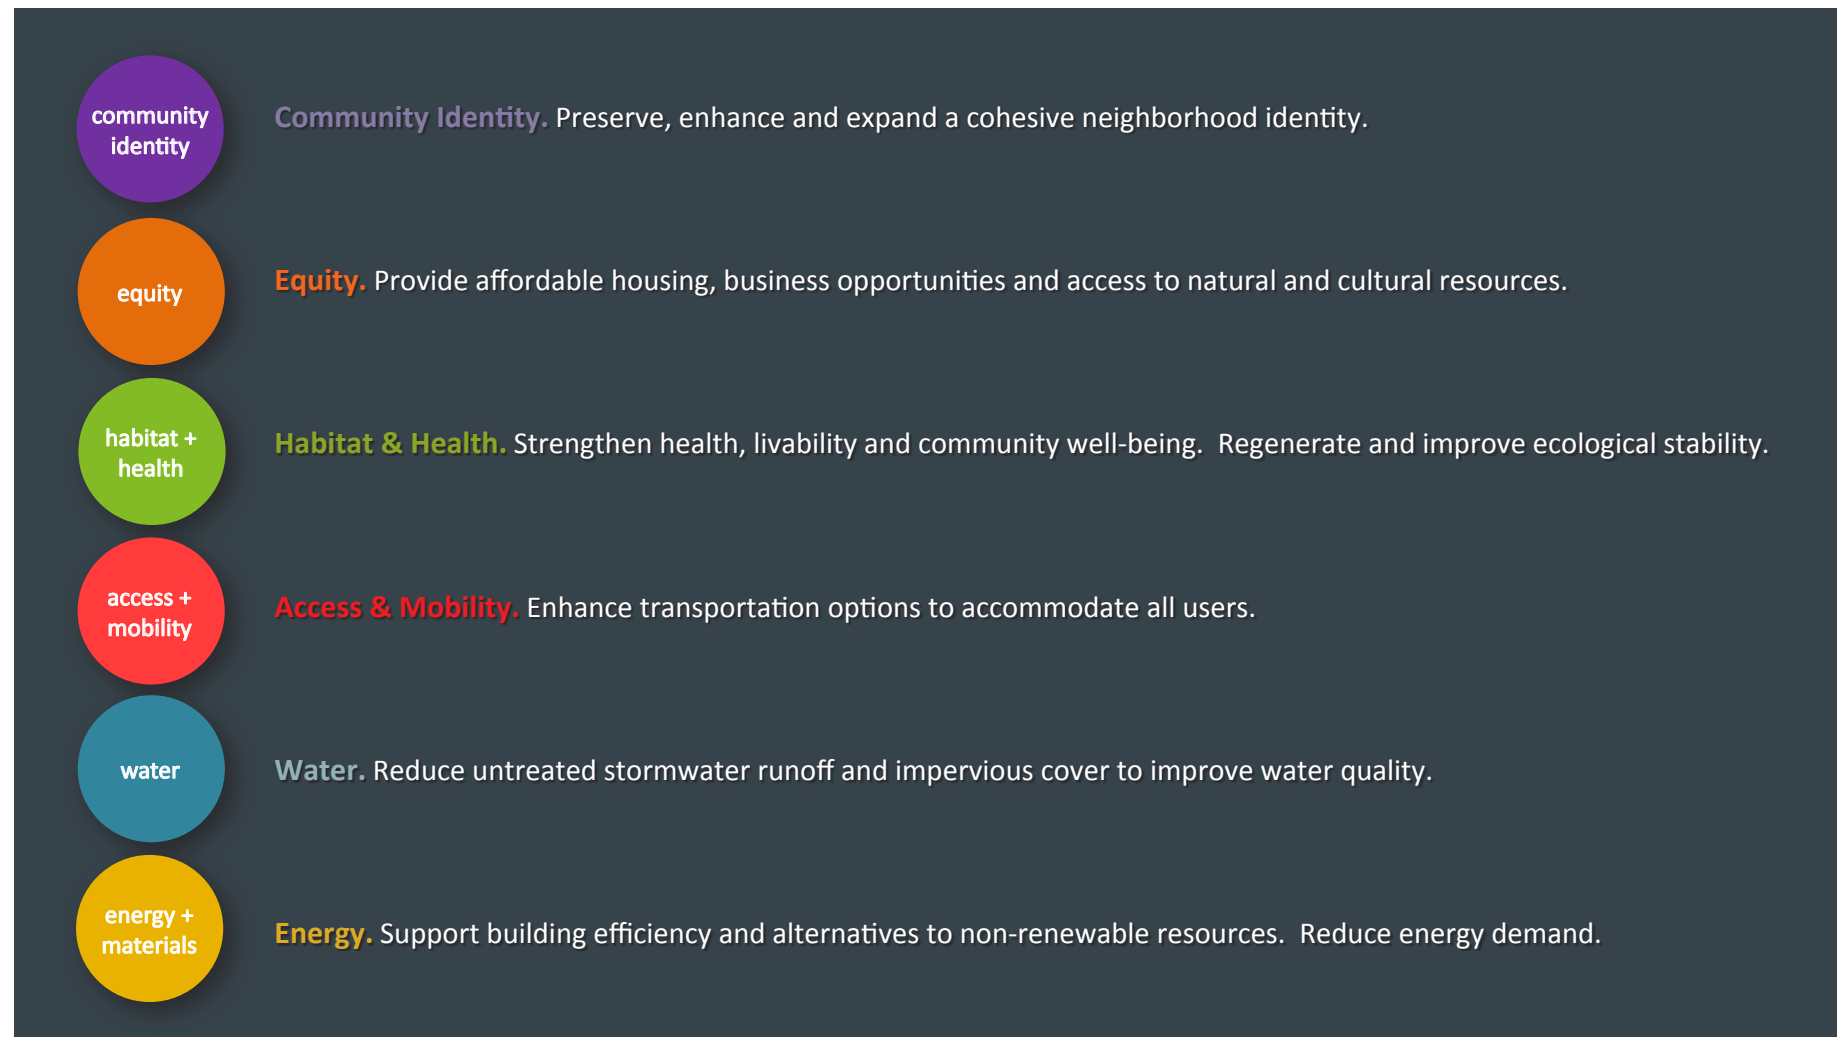 community
identity
Community Identity. Preserve, enhance and expand a cohesive neighborhood identity.
equity
Equity. Provide affordable housing, business opportunities and access to natural and cultural resources.
habitat +
health
Habitat & Health. Strengthen health, livability and community well-being.  Regenerate and improve ecological stability.
access +
mobility
Access & Mobility. Enhance transportation options to accommodate all users.
water
Water. Reduce untreated stormwater runoff and impervious cover to improve water quality.
energy +
materials
Energy. Support building efficiency and alternatives to non-renewable resources.  Reduce energy demand.